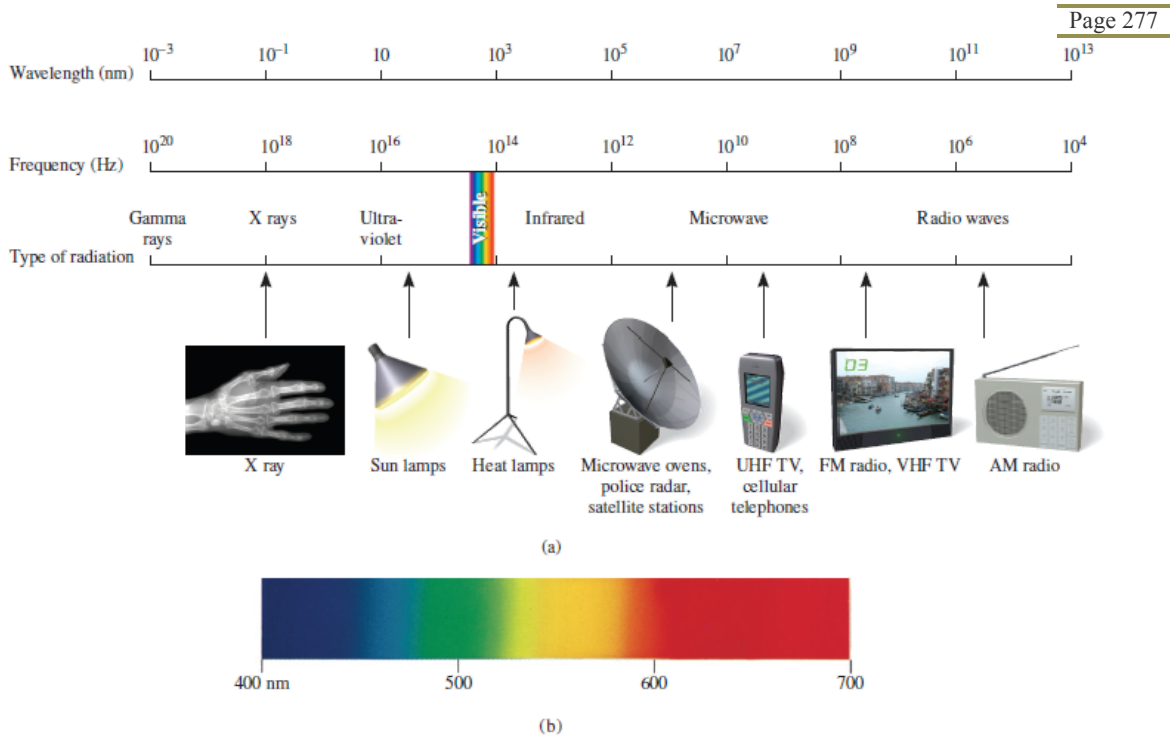 Page 277
10⁻³ 10⁻¹ 10 10³ 10⁵ 10⁷ 10⁹ 10¹¹ 10¹³
Wavelength (nm)
10²⁰ 10¹⁸ 10¹⁶ 10¹⁴ 10¹² 10¹⁰ 10⁸ 10⁶ 10⁴
Frequency (Hz)
Gamma rays
X rays
Ultra-
violet
Visible
Infrared
Microwave
Radio waves
Type of radiation
03
X ray
Sun lamps
Heat lamps
Microwave ovens,
police radar,
satellite stations
UHF TV,
cellular
telephones
FM radio, VHF TV
AM radio
(a)
400 nm 500 600 700
(b)